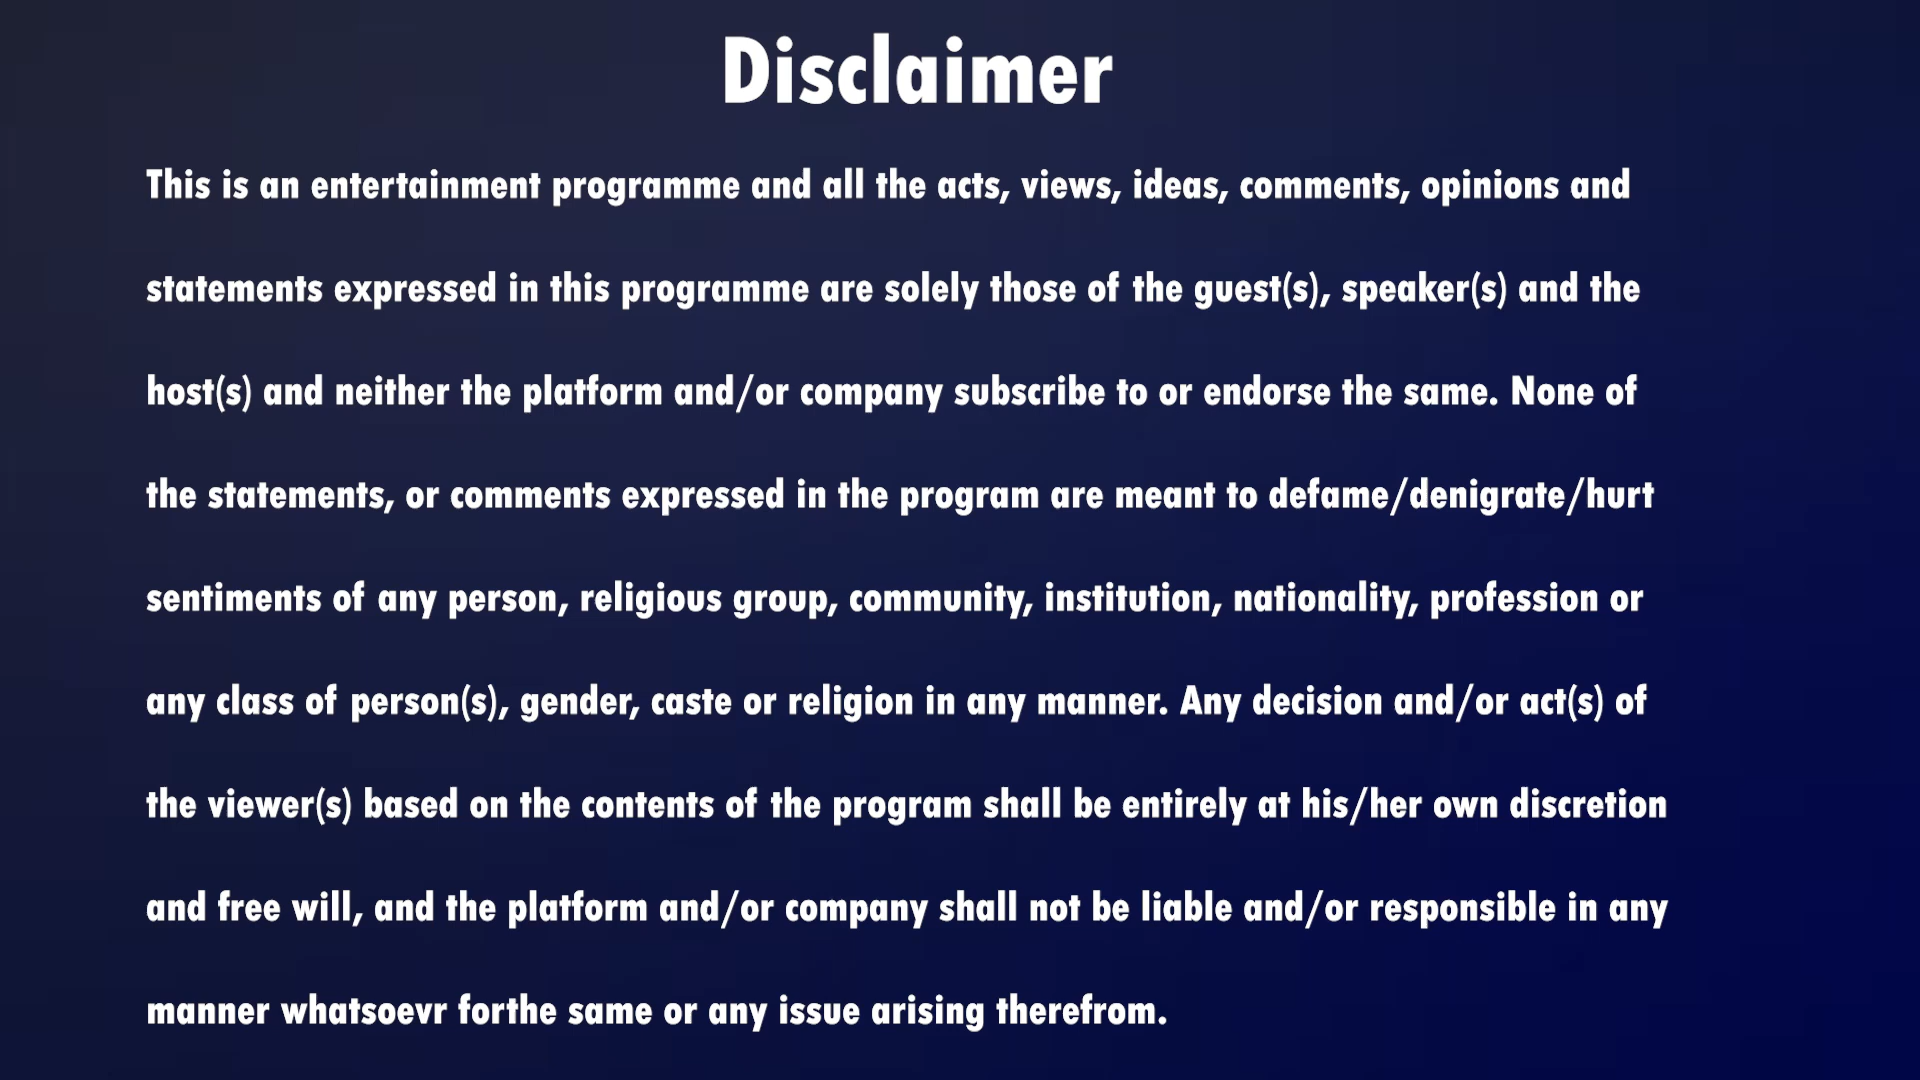 Disclaimer
This is an entertainment programme and all the acts, views, ideas, comments, opinions and
statements expressed in this programme are solely those of the guest(s), speaker(s) and the
host(s) and neither the platform and/or company subscribe to or endorse the same. None of
the statements, or comments expressed in the program are meant to defame/denigrate/hurt
sentiments of any person, religious group, community, institution, nationality, profession or
any class of person(s), gender, caste or religion in any manner. Any decision and/or act(s) of
the viewer(s) based on the contents of the program shall be entirely at his/her own discretion
and free will, and the platform and/or company shall not be liable and/or responsible in any
manner whatsoevr forthe same or any issue arising therefrom.